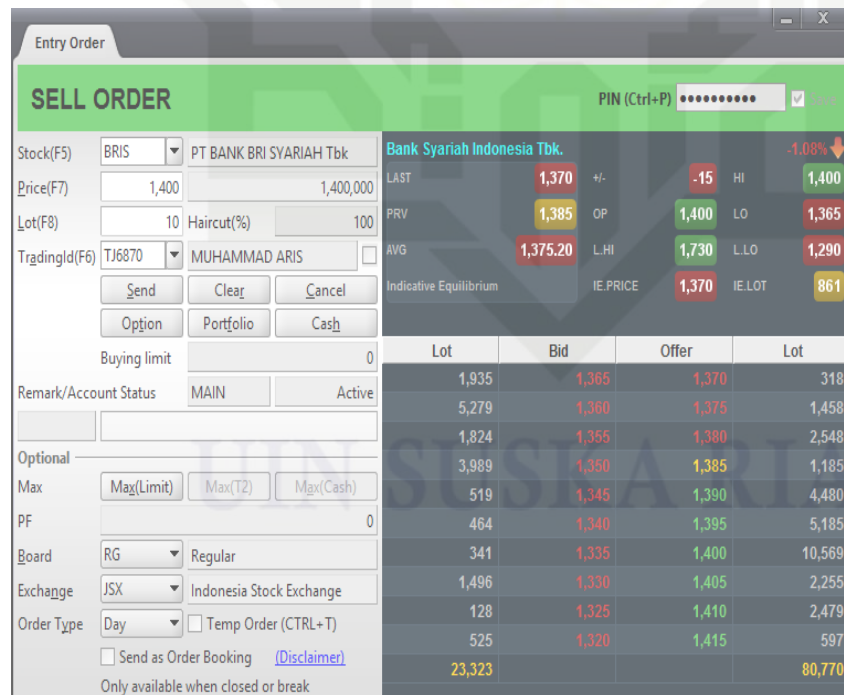 X
Entry Order
SELL ORDER PIN (Ctrl+P) ••••••••••
Stock(F5) BRIS PT BANK BRI SYARIAH Tbk
Price(F7) 1,400 1,400,000
Lot(F8) 10 Haircut(%) 100
TradingId(F6) TJ6870 MUHAMMAD ARIS
Send Clear Cancel
Option Portfolio Cash
Buying limit 0
Remark/Account Status MAIN Active
Optional
Max Max(Limit) Max(T2) Max(Cash)
PF 0
Board RG Regular
Exchange JSX Indonesia Stock Exchange
Order Type Day Temp Order (CTRL+T)
Send as Order Booking (Disclaimer)
Only available when closed or break
Bank Syariah Indonesia Tbk. -1.08%
LAST 1,370 +/- -15 HI 1,400
PRV 1,385 OP 1,400 LO 1,365
AVG 1,375.20 L.HI 1,730 L.LO 1,290
Indicative Equilibrium IE.PRICE 1,370 IE.LOT 861
Lot Bid Offer Lot
1,935 1,365 1,370 318
5,279 1,360 1,375 1,458
1,824 1,355 1,380 2,548
3,989 1,350 1,385 1,185
519 1,345 1,390 4,480
464 1,340 1,395 5,185
341 1,335 1,400 10,569
1,496 1,330 1,405 2,255
128 1,325 1,410 2,479
525 1,320 1,415 597
23,323 80,770
UIN SUSKA RIA